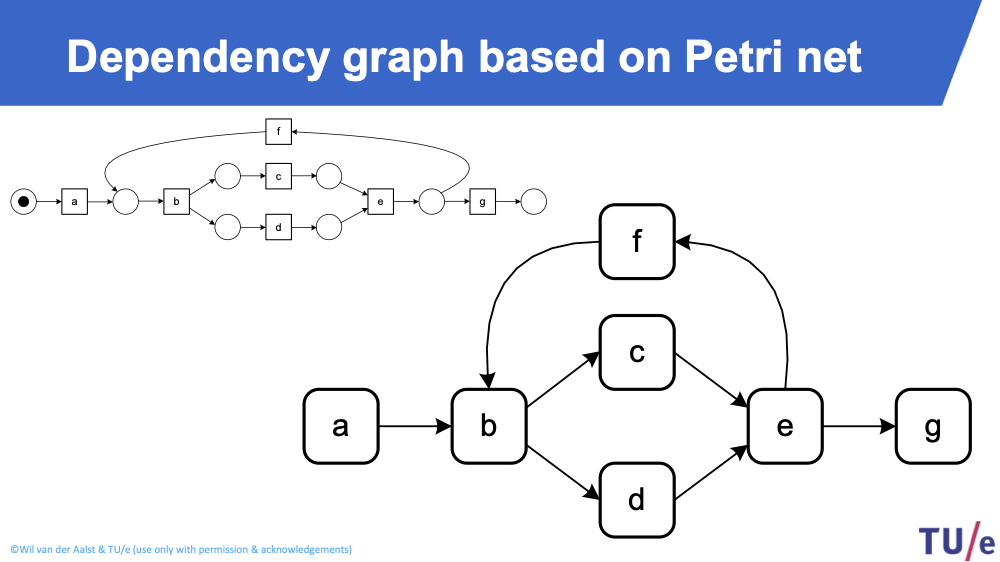 Dependency graph based on Petri net
f
c
a
b
e
g
d
f
c
a
b
e
g
d
©Wil van der Aalst & TU/e (use only with permission & acknowledgements)
TU/e